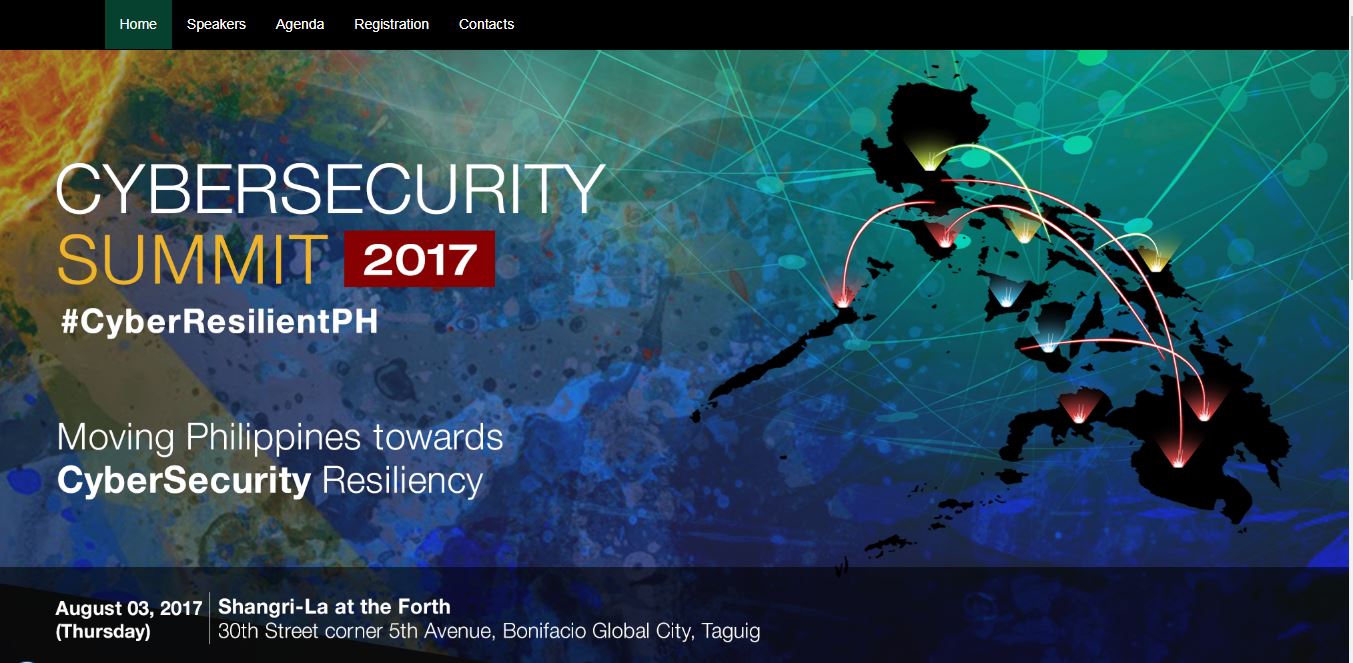 Home Speakers Agenda Registration Contacts
CYBERSECURITY
SUMMIT 2017
#CyberResilientPH
Moving Philippines towards
CyberSecurity Resiliency
August 03, 2017
(Thursday)
Shangri-La at the Forth
30th Street corner 5th Avenue, Bonifacio Global City, Taguig